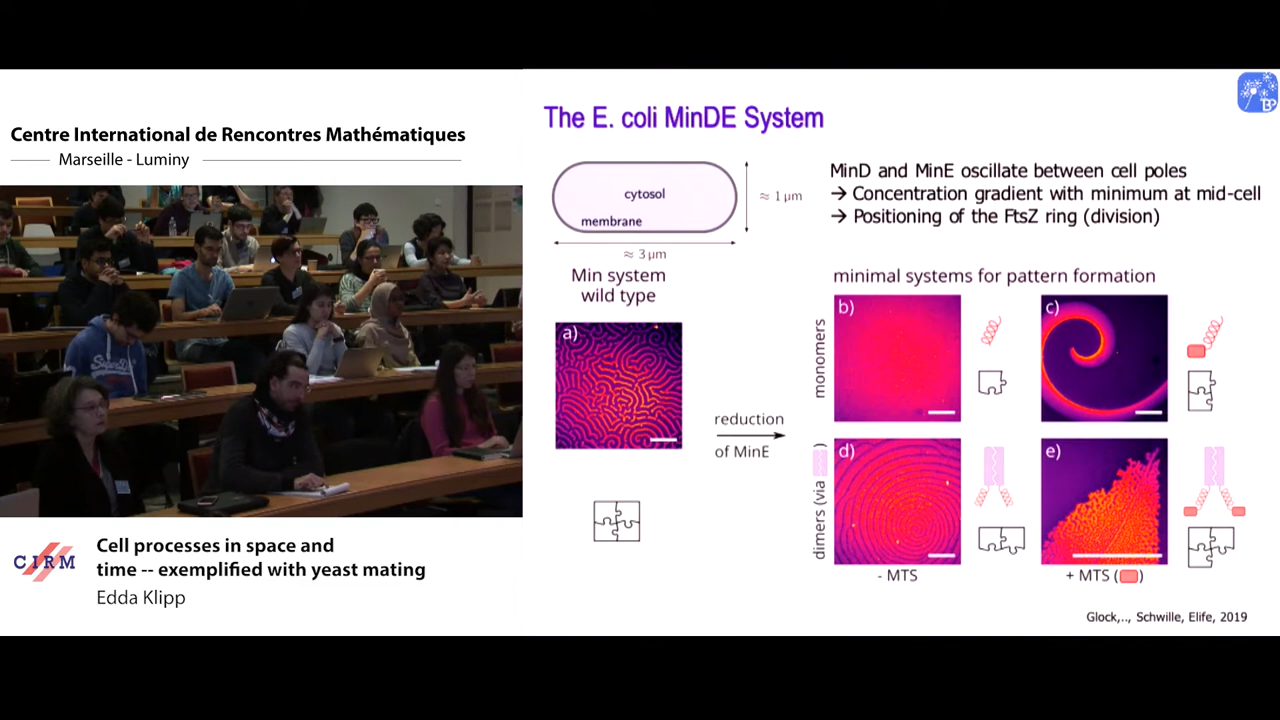 Centre International de Rencontres Mathématiques
Marseille - Luminy
CIRM
Cell processes in space and
time -- exemplified with yeast mating
Edda Klipp
The E. coli MinDE System
cytosol
membrane
≈ 1 μm
≈ 3 μm
MinD and MinE oscillate between cell poles
→ Concentration gradient with minimum at mid-cell
→ Positioning of the FtsZ ring (division)
Min system
wild type
a)
reduction
of MinE
minimal systems for pattern formation
monomers
b)
c)
dimers (via )
d)
e)
- MTS
+ MTS ( )
Glock,.., Schwille, Elife, 2019
TBP